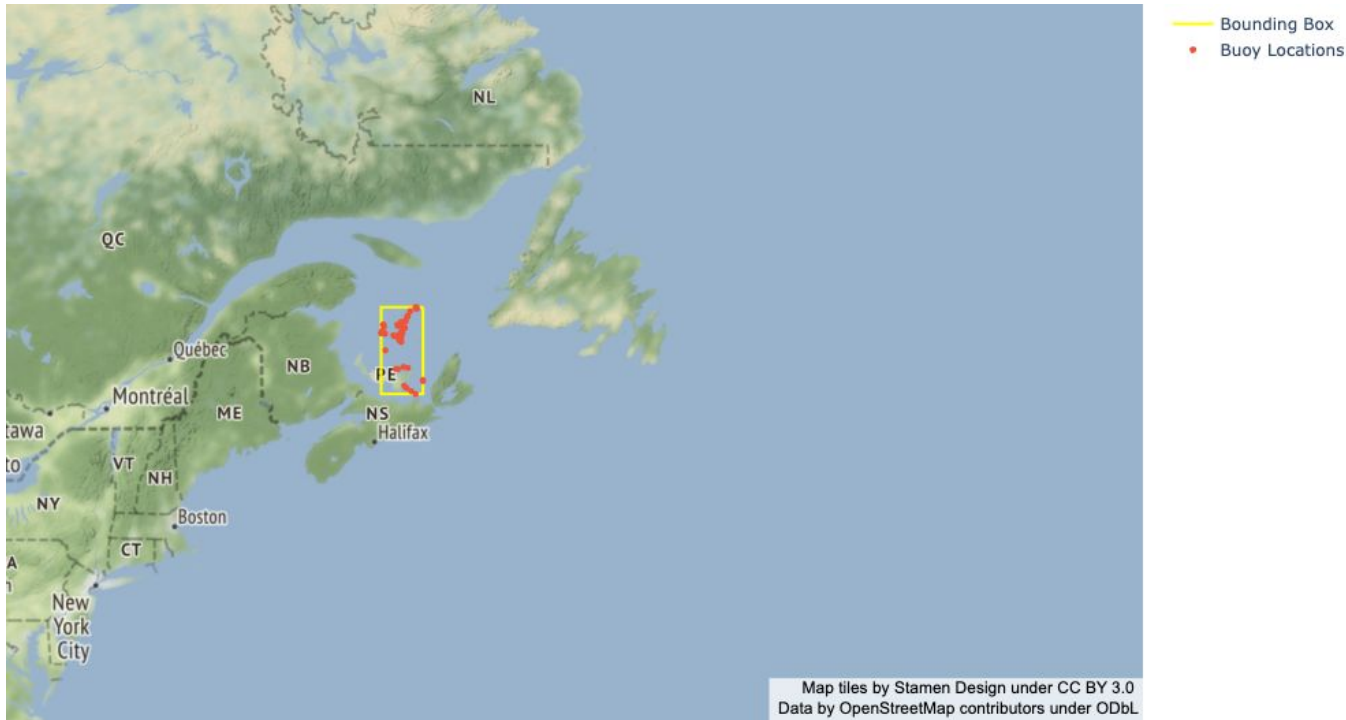 Bounding Box
Buoy Locations
NL
QC
Québec
NB
PE
Montréal
ME
NS
Halifax
tawa
to
VT
NH
NY
Boston
CT
A
n
New
York
City
Map tiles by Stamen Design under CC BY 3.0
Data by OpenStreetMap contributors under ODbL